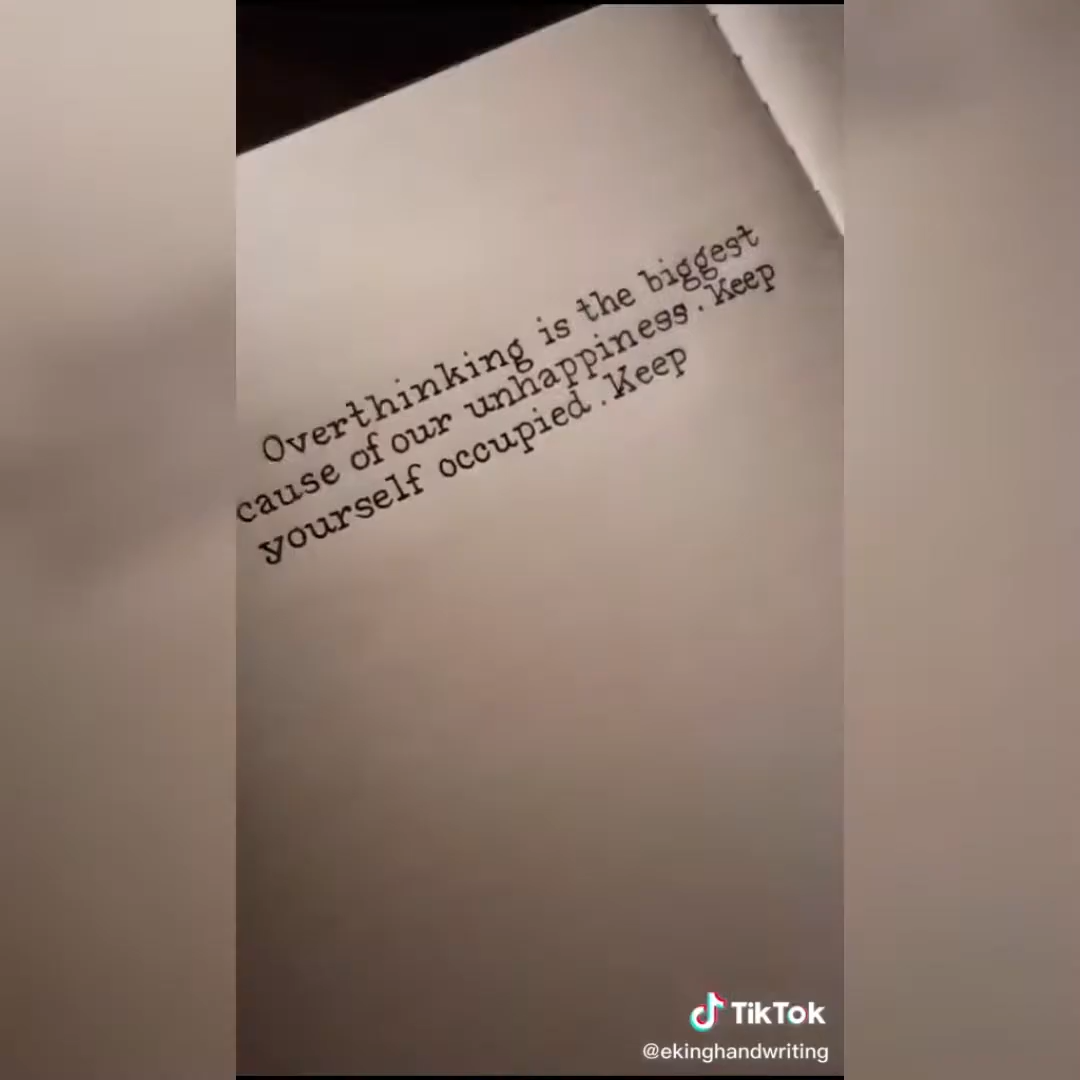 Overthinking is the biggest
cause of our unhappiness. Keep
yourself occupied. Keep
TikTok
@ekinghandwriting